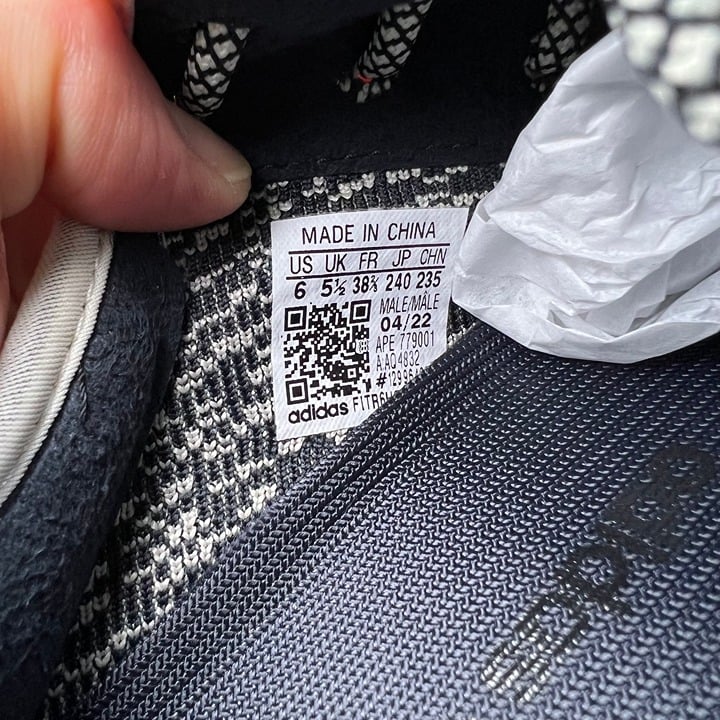 MADE IN CHINA
US UK FR JP CHN
6 5½ 38⅔ 240 235
MALE/MÂLE
04/22
APE 779001
A.AQ4832
adidas